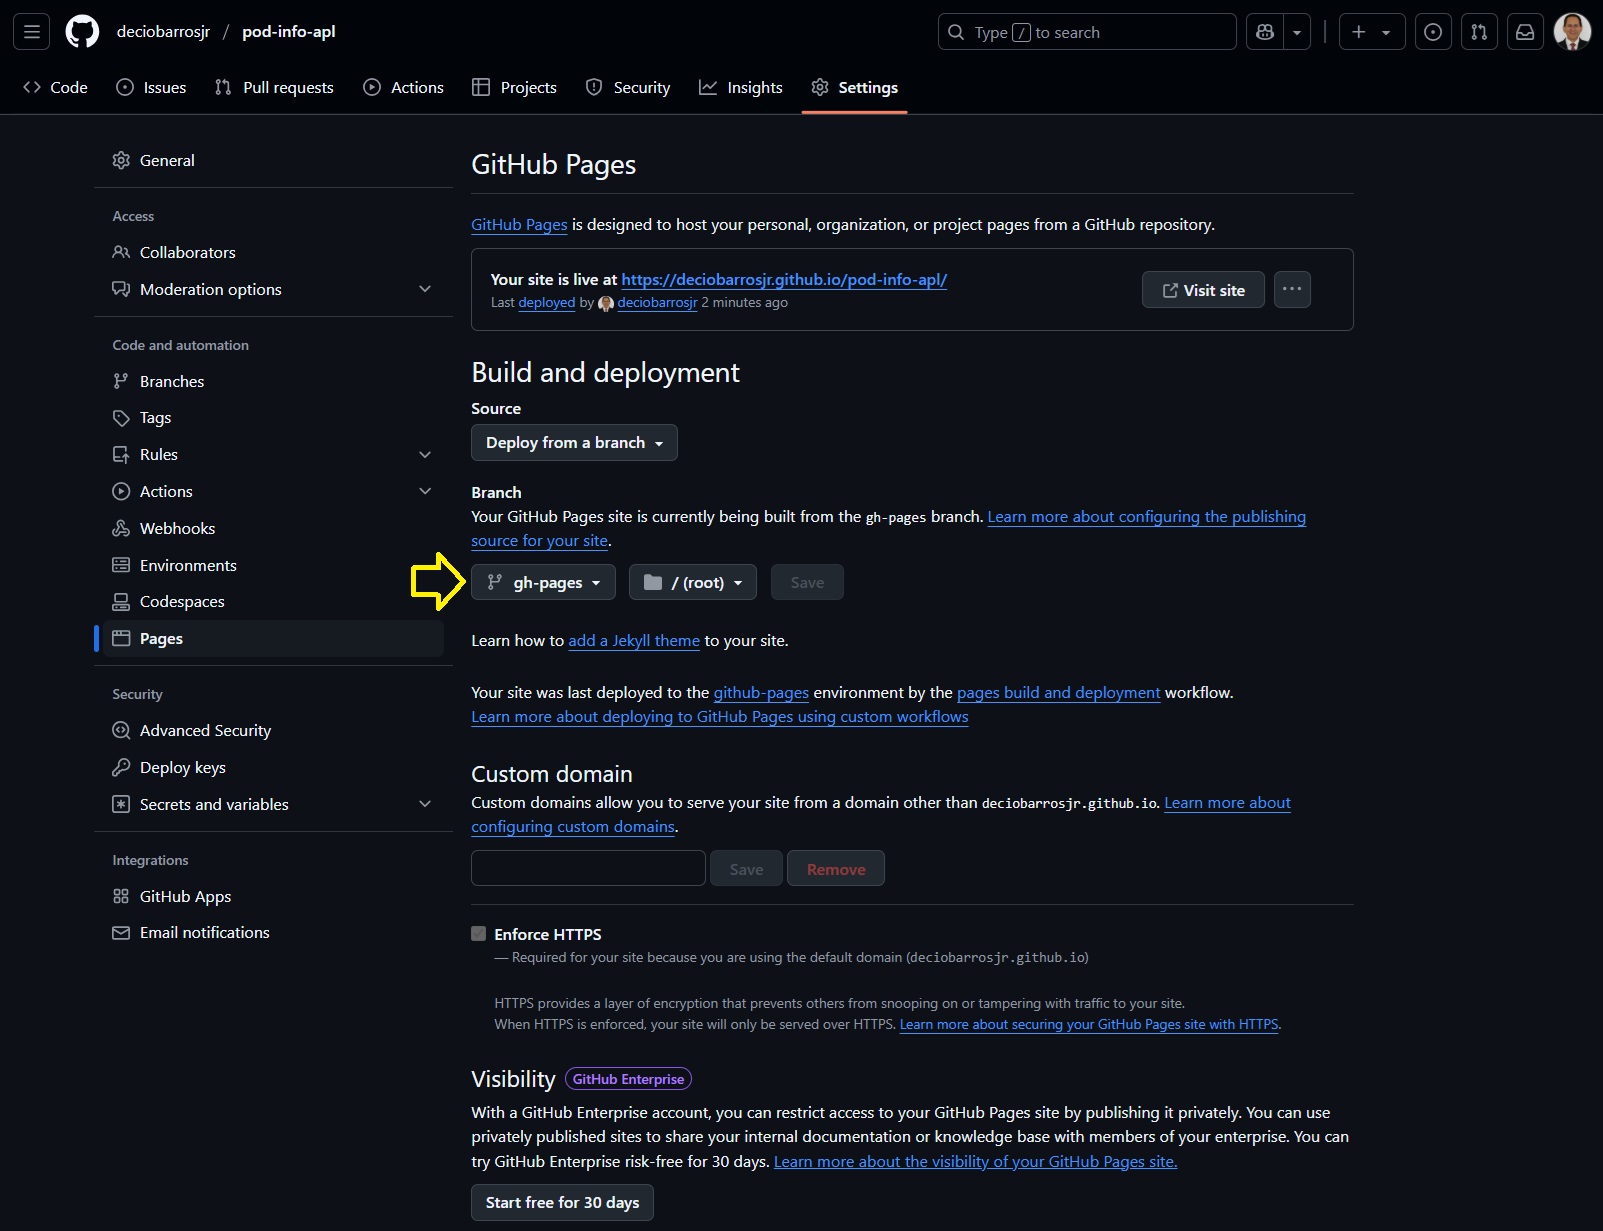 deciobarrosjr / pod-info-apl
Type / to search
Code
Issues
Pull requests
Actions
Projects
Security
Insights
Settings
General
Access
Collaborators
Moderation options
Code and automation
Branches
Tags
Rules
Actions
Webhooks
Environments
Codespaces
Pages
Security
Advanced Security
Deploy keys
Secrets and variables
Integrations
GitHub Apps
Email notifications
GitHub Pages
GitHub Pages is designed to host your personal, organization, or project pages from a GitHub repository.
Your site is live at https://deciobarrosjr.github.io/pod-info-apl/
Last deployed by deciobarrosjr 2 minutes ago
Visit site
Build and deployment
Source
Deploy from a branch
Branch
Your GitHub Pages site is currently being built from the gh-pages branch. Learn more about configuring the publishing
source for your site.
gh-pages
/ (root)
Save
Learn how to add a Jekyll theme to your site.
Your site was last deployed to the github-pages environment by the pages build and deployment workflow.
Learn more about deploying to GitHub Pages using custom workflows
Custom domain
Custom domains allow you to serve your site from a domain other than deciobarrosjr.github.io. Learn more about
configuring custom domains.
Save
Remove
Enforce HTTPS
— Required for your site because you are using the default domain (deciobarrosjr.github.io)
HTTPS provides a layer of encryption that prevents others from snooping on or tampering with traffic to your site.
When HTTPS is enforced, your site will only be served over HTTPS. Learn more about securing your GitHub Pages site with HTTPS.
Visibility GitHub Enterprise
With a GitHub Enterprise account, you can restrict access to your GitHub Pages site by publishing it privately. You can use
privately published sites to share your internal documentation or knowledge base with members of your enterprise. You can
try GitHub Enterprise risk-free for 30 days. Learn more about the visibility of your GitHub Pages site.
Start free for 30 days